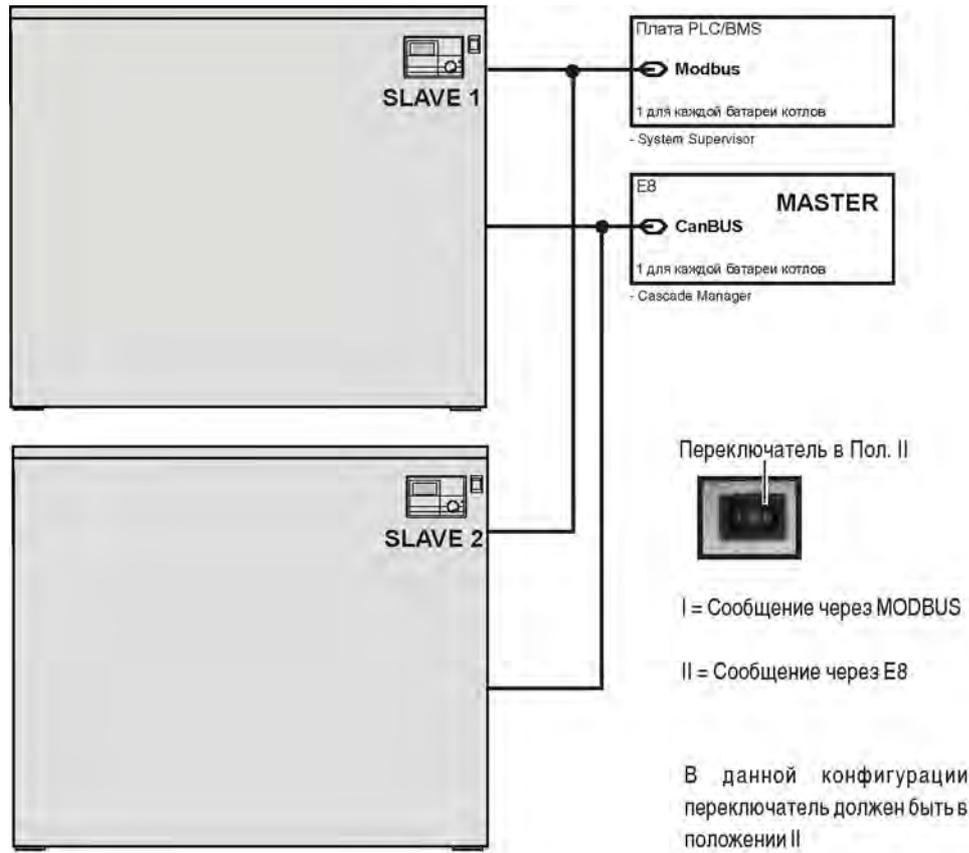 Плата PLC/BMS
Modbus
1 для каждой батареи котлов
- System Supervisor
SLAVE 1
E8
MASTER
CanBUS
1 для каждой батареи котлов
- Cascade Manager
SLAVE 2
Переключатель в Пол. II
I = Сообщение через MODBUS
II = Сообщение через E8
В данной конфигурации
переключатель должен быть в
положении II